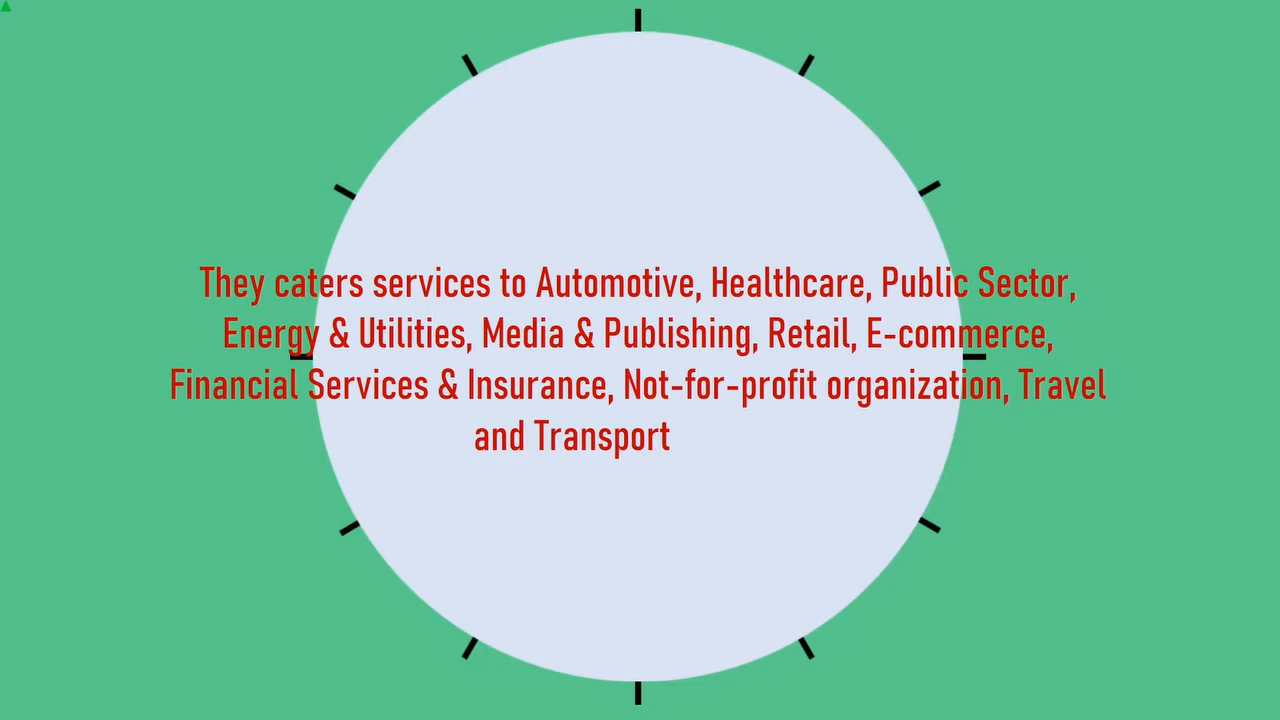 They caters services to Automotive, Healthcare, Public Sector,
Energy & Utilities, Media & Publishing, Retail, E-commerce,
Financial Services & Insurance, Not-for-profit organization, Travel
and Transport